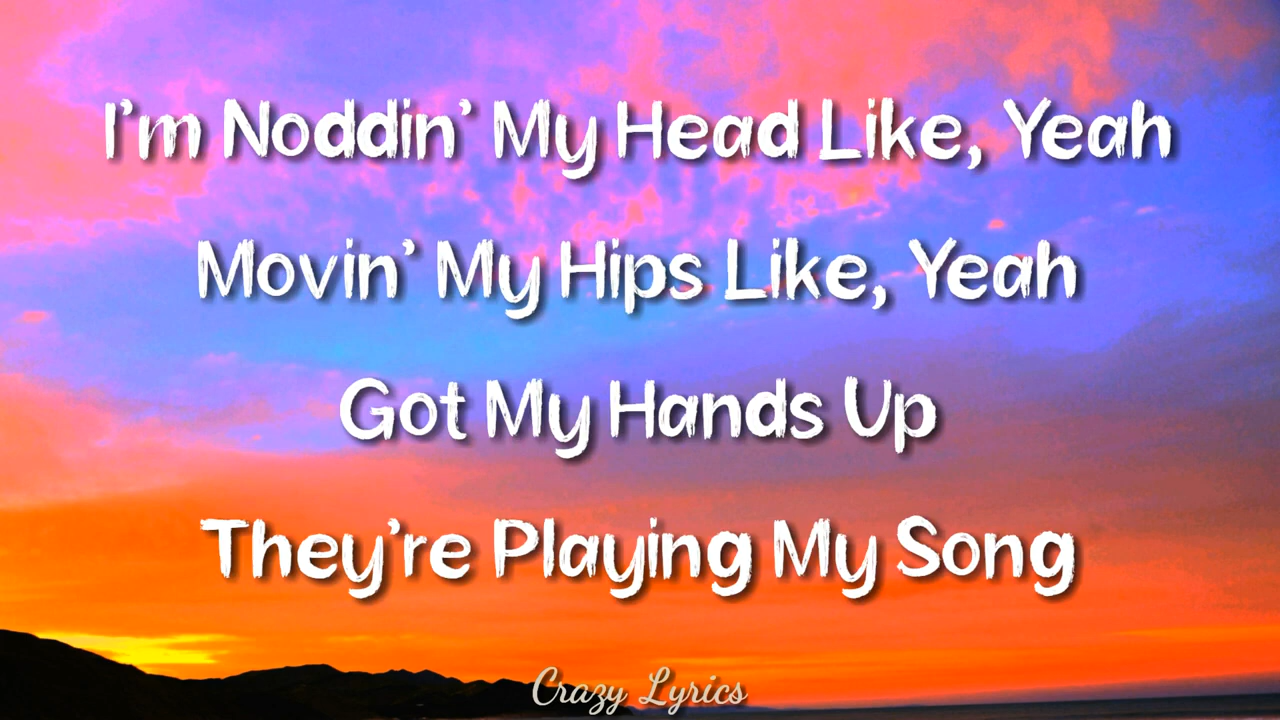 I'm Noddin' My Head Like, Yeah
Movin' My Hips Like, Yeah
Got My Hands Up
They're Playing My Song
Crazy Lyrics